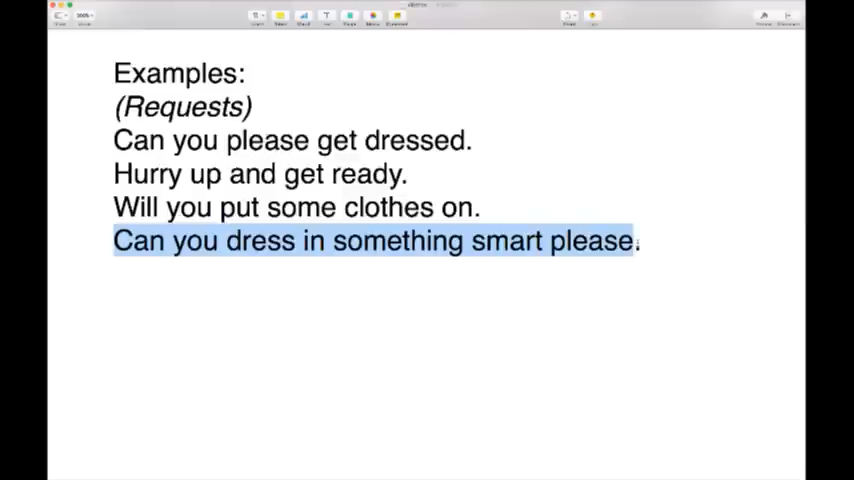 Examples:
(Requests)
Can you please get dressed.
Hurry up and get ready.
Will you put some clothes on.
Can you dress in something smart please.